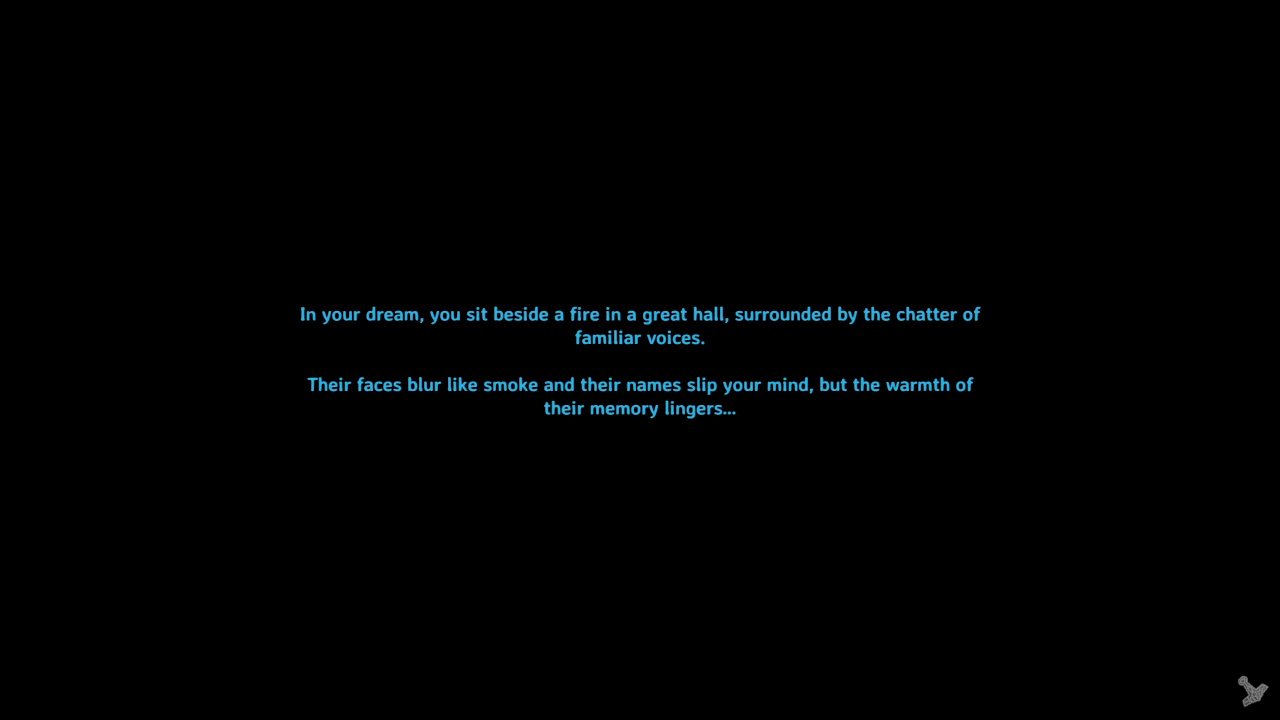 In your dream, you sit beside a fire in a great hall, surrounded by the chatter of
familiar voices.
Their faces blur like smoke and their names slip your mind, but the warmth of
their memory lingers...